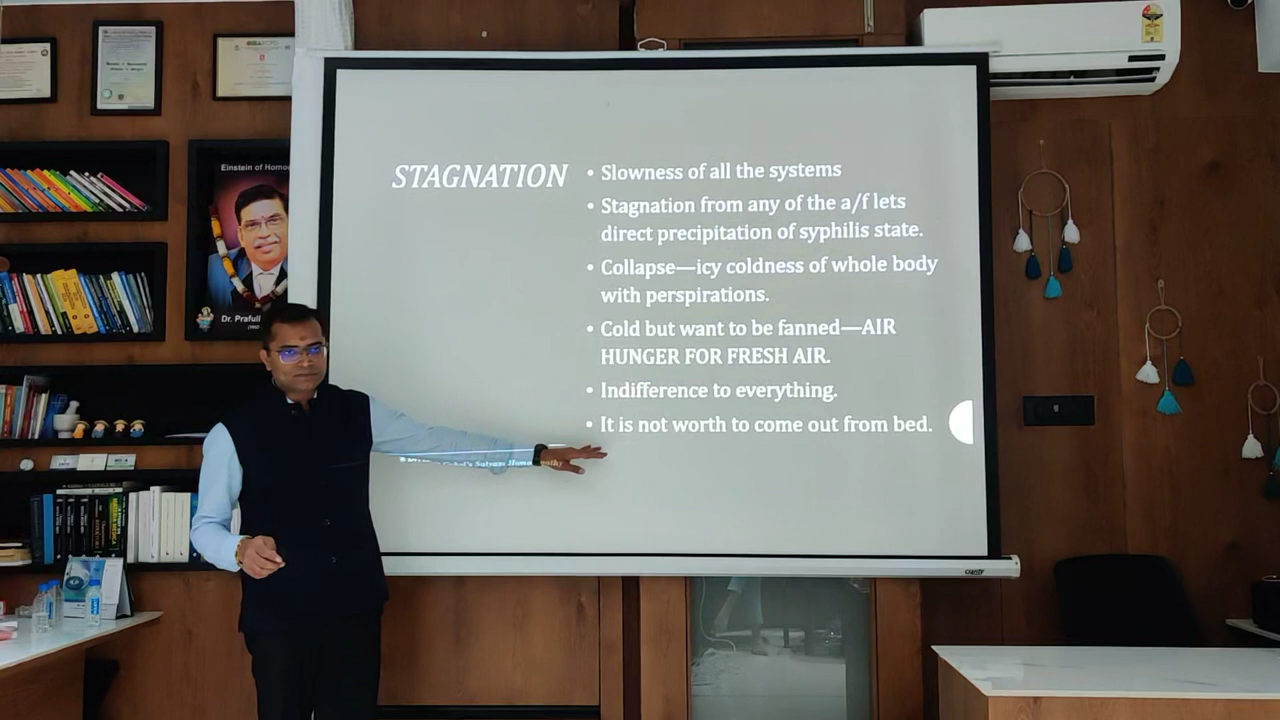 Einstein of Homoe
Dr. Prafull
STAGNATION
• Slowness of all the systems
• Stagnation from any of the a/f lets
direct precipitation of syphilis state.
• Collapse—icy coldness of whole body
with perspirations.
• Cold but want to be fanned—AIR
HUNGER FOR FRESH AIR.
• Indifference to everything.
• It is not worth to come out from bed.